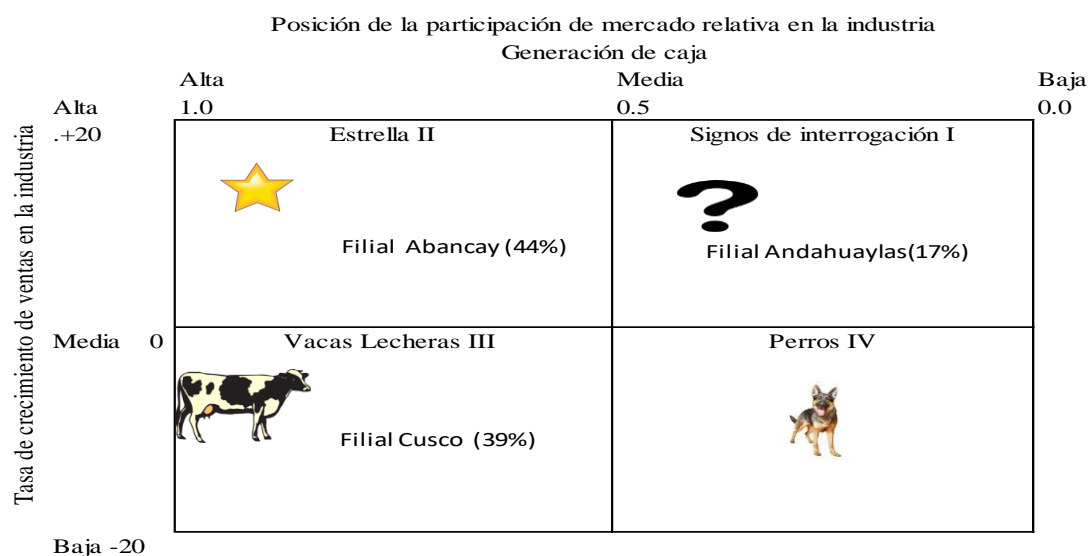 Posición de la participación de mercado relativa en la industria
Generación de caja
Alta Media Baja
Alta 1.0 0.5 0.0
.+20 Estrella II Signos de interrogación I
Tasa de crecimiento de ventas en la industria
Filial Abancay (44%) Filial Andahuaylas(17%)
Media 0 Vacas Lecheras III Perros IV
Filial Cusco (39%)
Baja -20